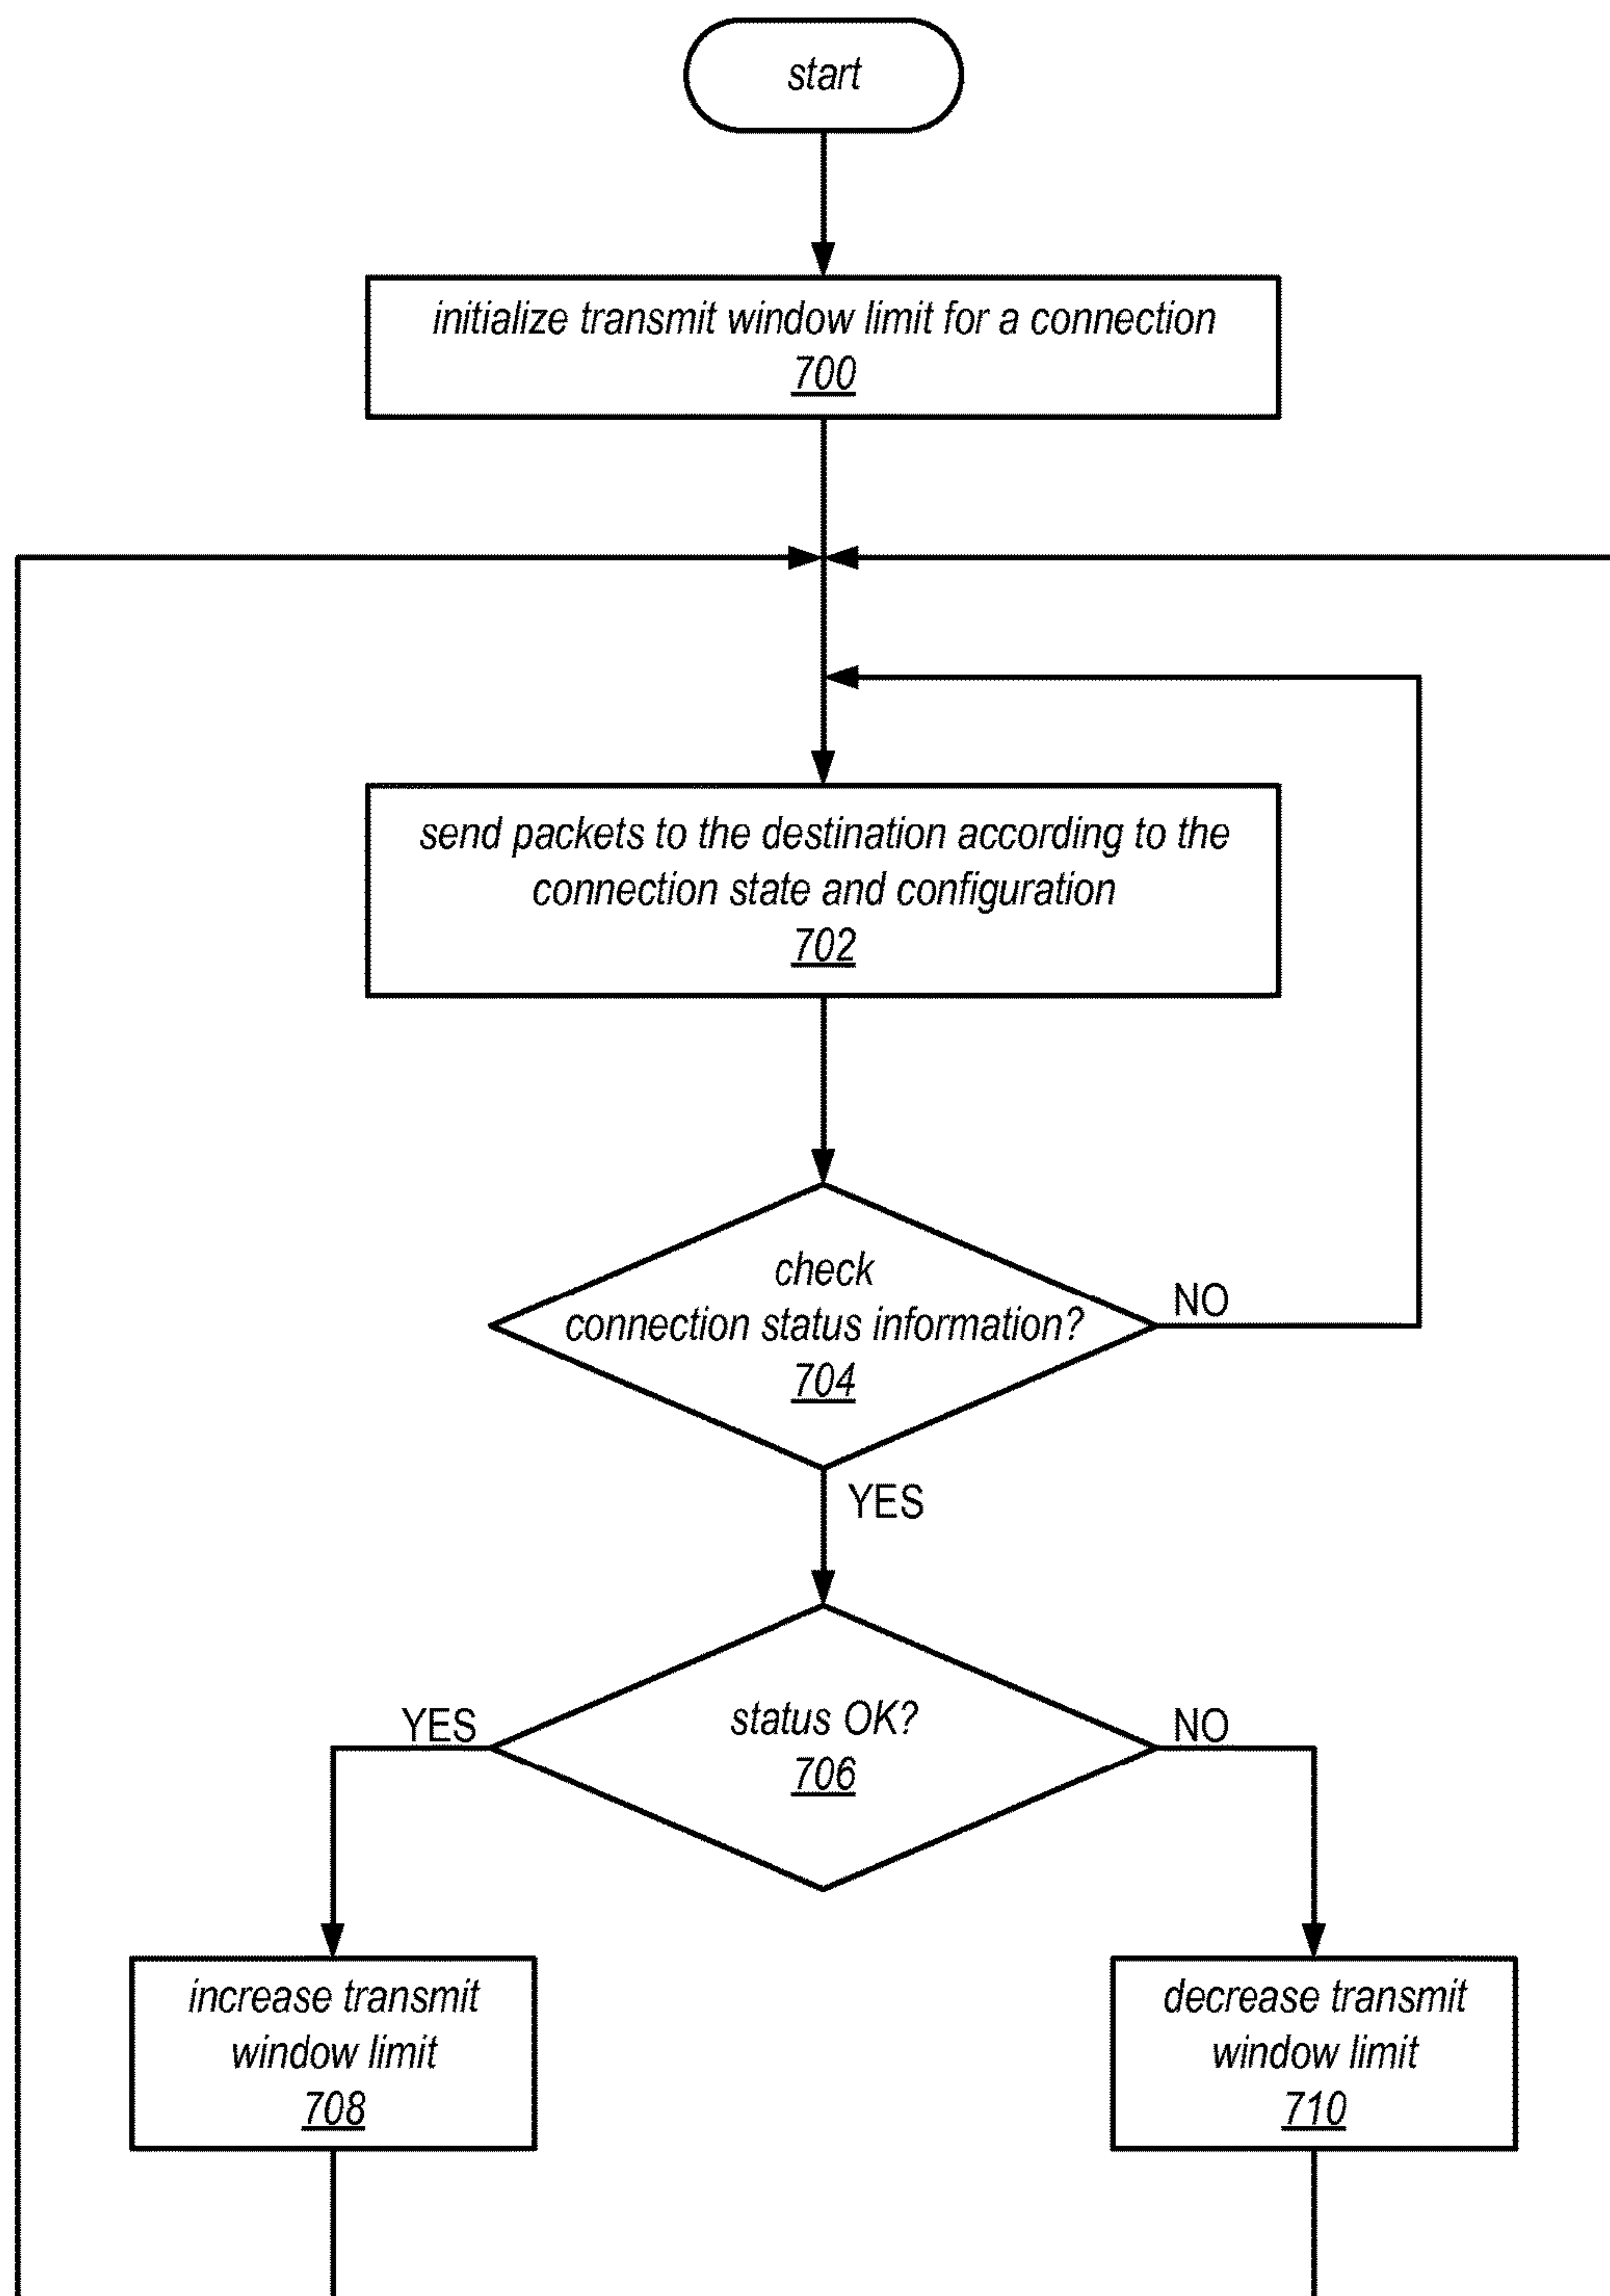 start
initialize transmit window limit for a connection
700
send packets to the destination according to the
connection state and configuration
702
check
connection status information?
704
NO
YES
status OK?
706
YES
NO
increase transmit
window limit
708
decrease transmit
window limit
710